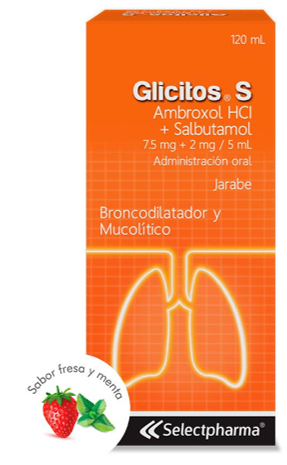 120 mL
Glicitos® S
Ambroxol HCl
+ Salbutamol
7.5 mg + 2 mg / 5 mL
Administración oral
Jarabe
Broncodilatador y
Mucolítico
Sabor fresa y menta
Selectpharma®